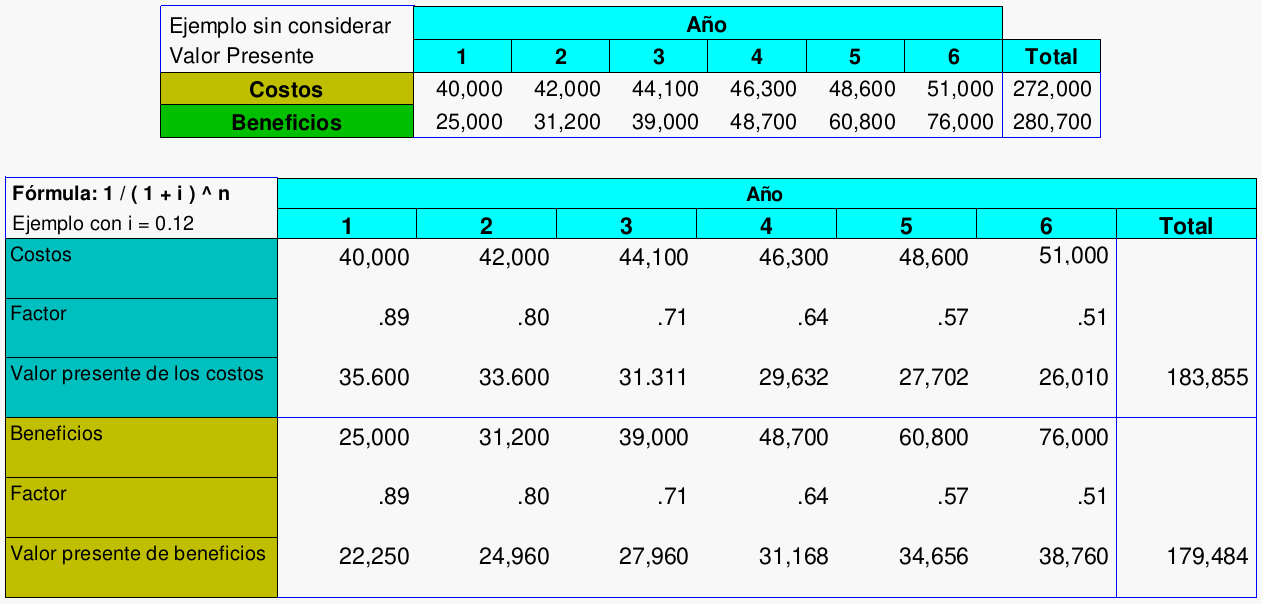 Ejemplo sin considerar Año
Valor Presente 1 2 3 4 5 6 Total
Costos 40,000 42,000 44,100 46,300 48,600 51,000 272,000
Beneficios 25,000 31,200 39,000 48,700 60,800 76,000 280,700
Fórmula: 1 / ( 1 + i ) ^ n Año
Ejemplo con i = 0.12 1 2 3 4 5 6 Total
Costos 40,000 42,000 44,100 46,300 48,600 51,000
Factor .89 .80 .71 .64 .57 .51
Valor presente de los costos 35.600 33.600 31.311 29,632 27,702 26,010 183,855
Beneficios 25,000 31,200 39,000 48,700 60,800 76,000
Factor .89 .80 .71 .64 .57 .51
Valor presente de beneficios 22,250 24,960 27,960 31,168 34,656 38,760 179,484